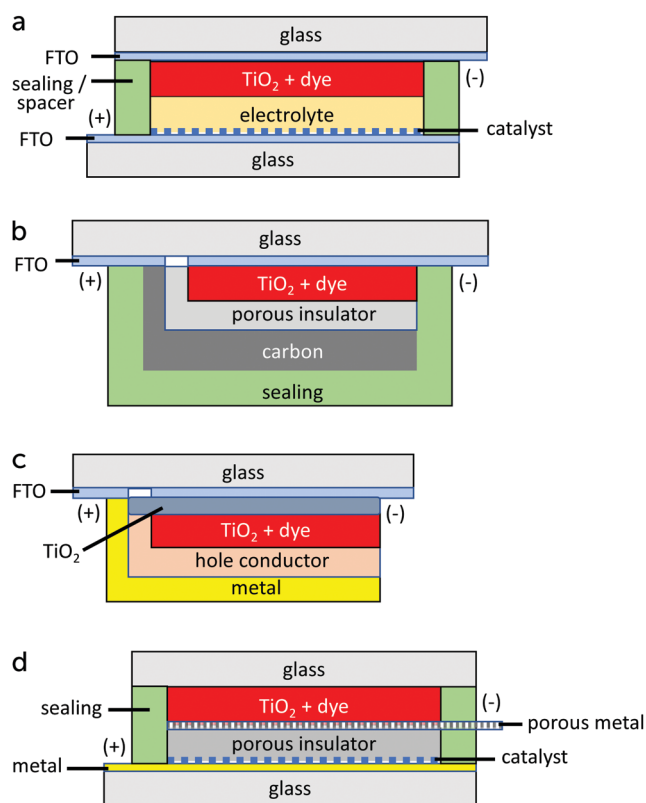 a
glass
FTO
TiO₂ + dye
sealing /
spacer
(-)
(+)
electrolyte
catalyst
FTO
glass
b
glass
FTO
(+)
(-)
TiO₂ + dye
porous insulator
carbon
sealing
c
glass
FTO
(+)
(-)
TiO₂ + dye
TiO₂
hole conductor
metal
d
glass
sealing
TiO₂ + dye
(-)
porous metal
(+)
porous insulator
catalyst
metal
glass